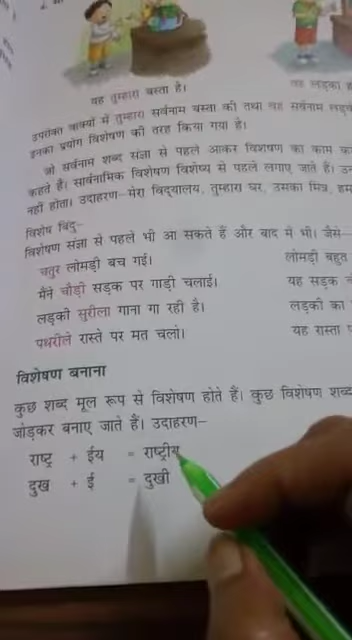 यह तुम्हारा बस्ता है।
वह लड़का
उपरोक्त वाक्यों में तुम्हारा सर्वनाम बस्ता की तथा वह सर्वनाम
इनका प्रयोग विशेषण की तरह किया गया है।
जो सर्वनाम शब्द संज्ञा से पहले आकर विशेषण का काम
कहते हैं। सार्वनामिक विशेषण विशेष्य से पहले लगाए जाते हैं।
नहीं होता। उदाहरण–मेरा विद्यालय, तुम्हारा घर, उसका मित्र,
विशेष बिंदु–
विशेषण संज्ञा से पहले भी आ सकते हैं और बाद में भी। जैसे–
चतुर लोमड़ी बच गई।
लोमड़ी बहुत
मैंने चौड़ी सड़क पर गाड़ी चलाई।
यह सड़क
लड़की सुरीला गाना गा रही है।
लड़की का
पथरीले रास्ते पर मत चलो।
यह रास्ता
विशेषण बनाना
कुछ शब्द मूल रूप से विशेषण होते हैं। कुछ विशेषण शब्द
जोड़कर बनाए जाते हैं। उदाहरण–
राष्ट्र + ईय = राष्ट्रीय
दुख + ई = दुखी